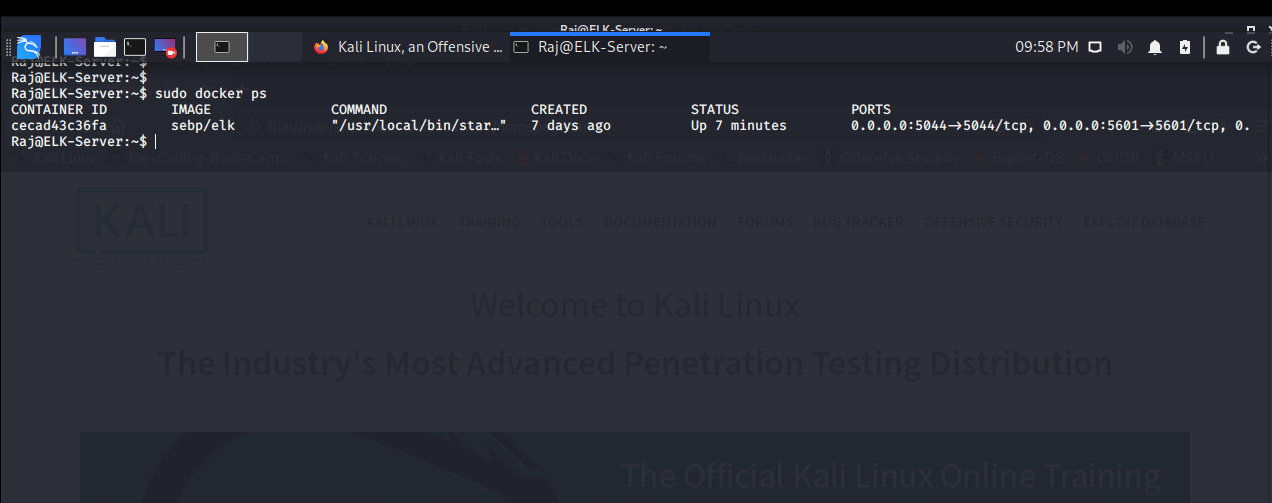 Raj@ELK-Server: ~
Kali Linux, an Offensive ...
Raj@ELK-Server: ~
09:58 PM
Raj@ELK-Server:~$
Raj@ELK-Server:~$
Raj@ELK-Server:~$ sudo docker ps
CONTAINER ID IMAGE COMMAND CREATED STATUS PORTS
cecad43c36fa sebp/elk "/usr/local/bin/star…" 7 days ago Up 7 minutes 0.0.0.0:5044->5044/tcp, 0.0.0.0:5601->5601/tcp, 0.
Raj@ELK-Server:~$
Kali Linux the-Coding-Boot-Cam... Kali Training Kali Tools Kali Docs Kali Forums NetHunter Offensive Security Exploit-DB GHDB MSFU
KALI
KALI LINUX TRAINING TOOLS DOCUMENTATION FORUMS BUG TRACKER OFFENSIVE SECURITY EXPLOIT DATABASE
BY OFFENSIVE SECURITY
Welcome to Kali Linux
The Industry's Most Advanced Penetration Testing Distribution
The Official Kali Linux Online Training